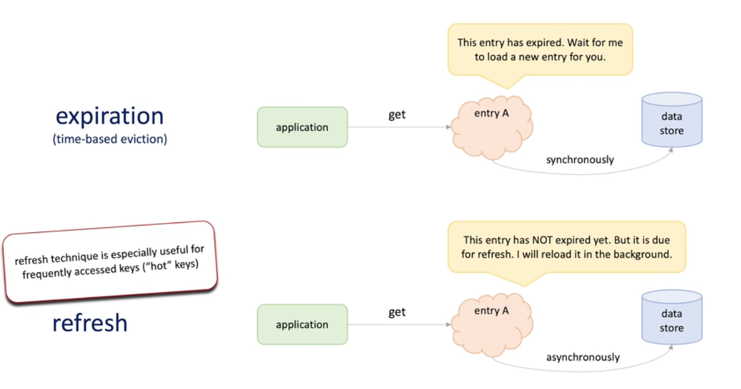 This entry has expired. Wait for me
to load a new entry for you.
expiration
(time-based eviction)
application
get
entry A
data
store
synchronously
refresh technique is especially useful for
frequently accessed keys (“hot” keys)
This entry has NOT expired yet. But it is due
for refresh. I will reload it in the background.
refresh
application
get
entry A
data
store
asynchronously